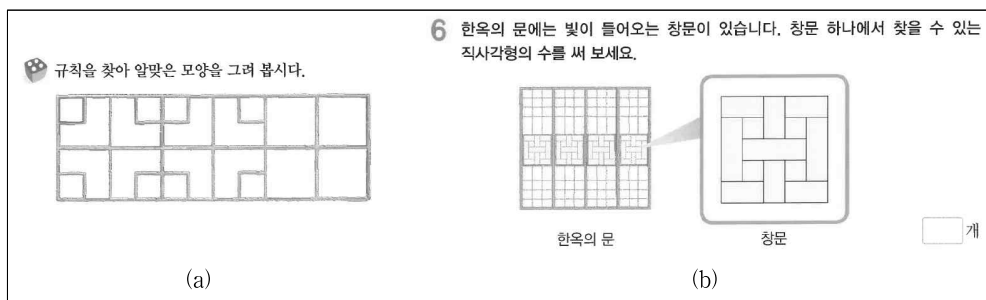 규칙을 찾아 알맞은 모양을 그려 봅시다.
(a)
6 한옥의 문에는 빛이 들어오는 창문이 있습니다. 창문 하나에서 찾을 수 있는
직사각형의 수를 써 보세요.
한옥의 문
창문
개
(b)